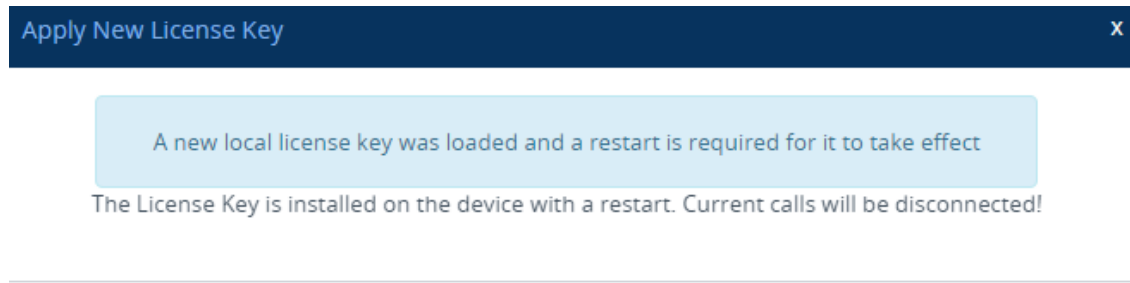 Apply New License Key
X
A new local license key was loaded and a restart is required for it to take effect
The License Key is installed on the device with a restart. Current calls will be disconnected!